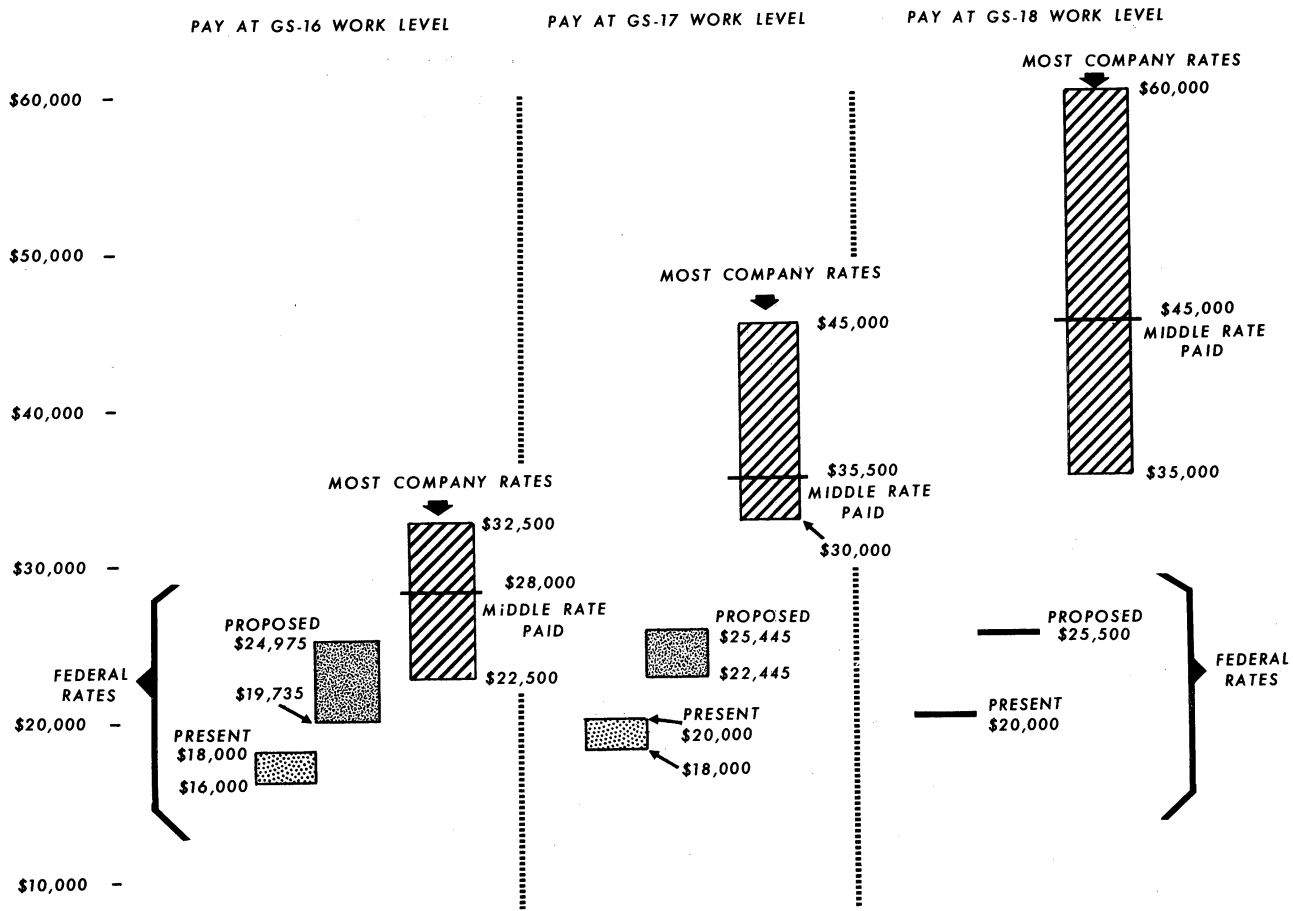 PAY AT GS-16 WORK LEVEL
PAY AT GS-17 WORK LEVEL
PAY AT GS-18 WORK LEVEL
$60,000
$50,000
$40,000
$30,000
$20,000
$10,000
MOST COMPANY RATES
$32,500
$28,000
MiDDLE RATE
PAID
$22,500
PROPOSED
$24,975
$19,735
FEDERAL
RATES
PRESENT
$18,000
$16,000
MOST COMPANY RATES
$45,000
$35,500
MIDDLE RATE
PAID
$30,000
PROPOSED
$25,445
$22,445
PRESENT
$20,000
$18,000
MOST COMPANY RATES
$60,000
$45,000
MIDDLE RATE
PAID
$35,000
PROPOSED
$25,500
PRESENT
$20,000
FEDERAL
RATES